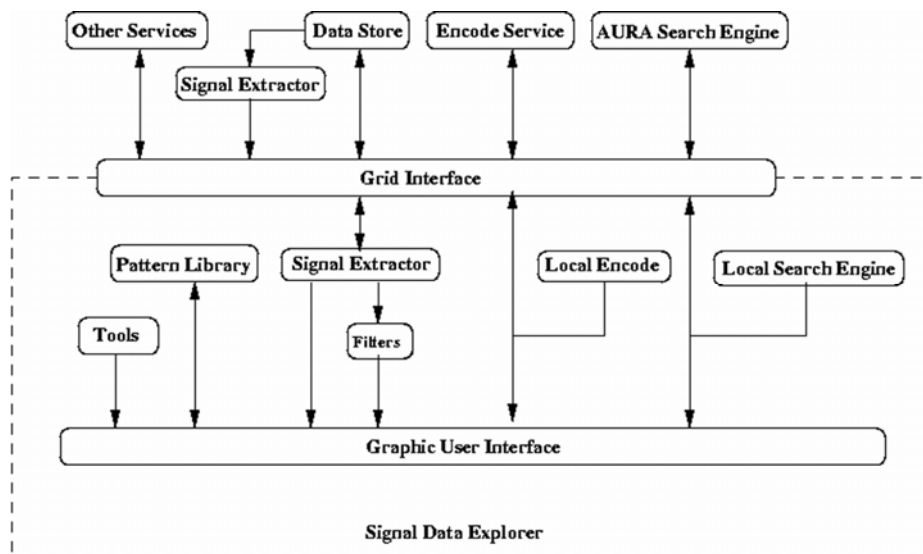 Other Services
Data Store
Encode Service
AURA Search Engine
Signal Extractor
Grid Interface
Pattern Library
Signal Extractor
Local Encode
Local Search Engine
Tools
Filters
Graphic User Interface
Signal Data Explorer